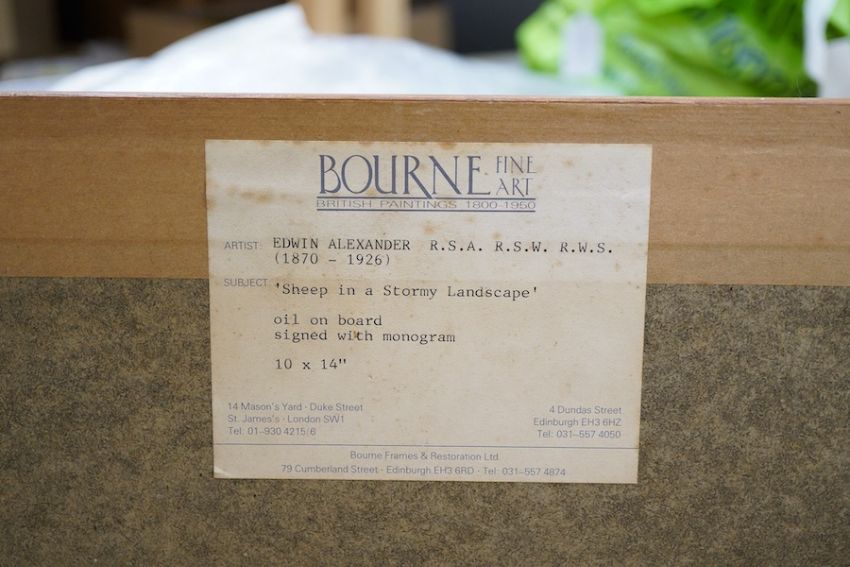 BOURNE FINE ART
BRITISH PAINTINGS 1800-1950
ARTIST: EDWIN ALEXANDER R.S.A. R.S.W. R.W.S.
(1870 - 1926)
SUBJECT: 'Sheep in a Stormy Landscape'
oil on board
signed with monogram
10 x 14"
14 Mason's Yard · Duke Street
St. James's · London SW1
Tel: 01-930 4215/6
4 Dundas Street
Edinburgh EH3 6HZ
Tel: 031-557 4050
Bourne Frames & Restoration Ltd
79 Cumberland Street · Edinburgh EH3 6RD · Tel: 031-557 4874